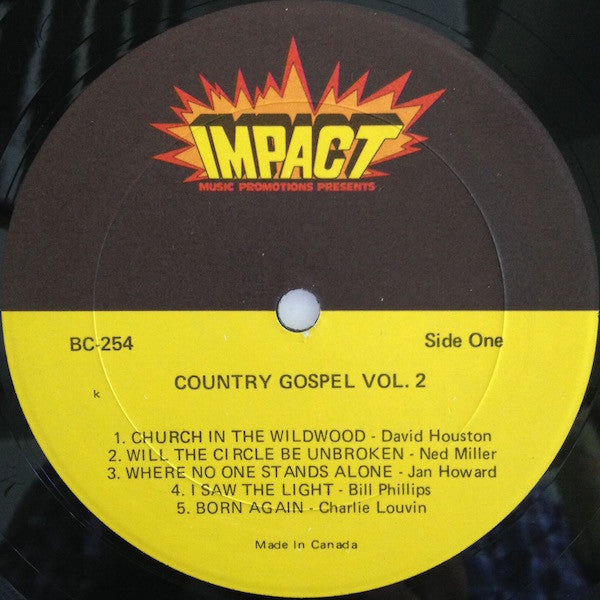 IMPACT
MUSIC PROMOTIONS PRESENTS
BC-254 Side One
COUNTRY GOSPEL VOL. 2
k
1. CHURCH IN THE WILDWOOD - David Houston
2. WILL THE CIRCLE BE UNBROKEN - Ned Miller
3. WHERE NO ONE STANDS ALONE - Jan Howard
4. I SAW THE LIGHT - Bill Phillips
5. BORN AGAIN - Charlie Louvin
Made In Canada